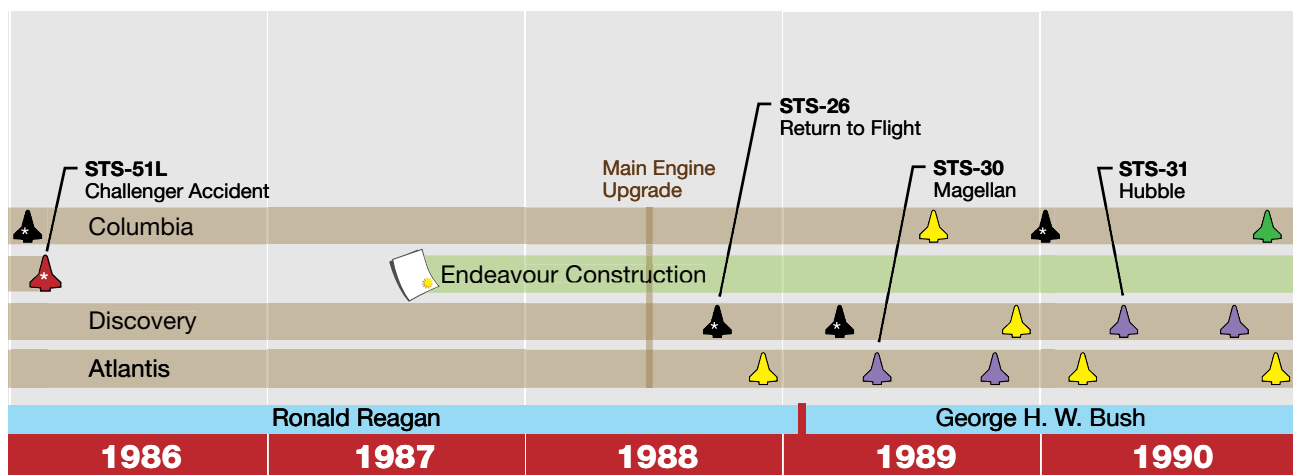 STS-26
Return to Flight
STS-51L
Challenger Accident
Main Engine
Upgrade
STS-30
Magellan
STS-31
Hubble
Columbia
Endeavour Construction
Discovery
Atlantis
Ronald Reagan
George H. W. Bush
1986
1987
1988
1989
1990